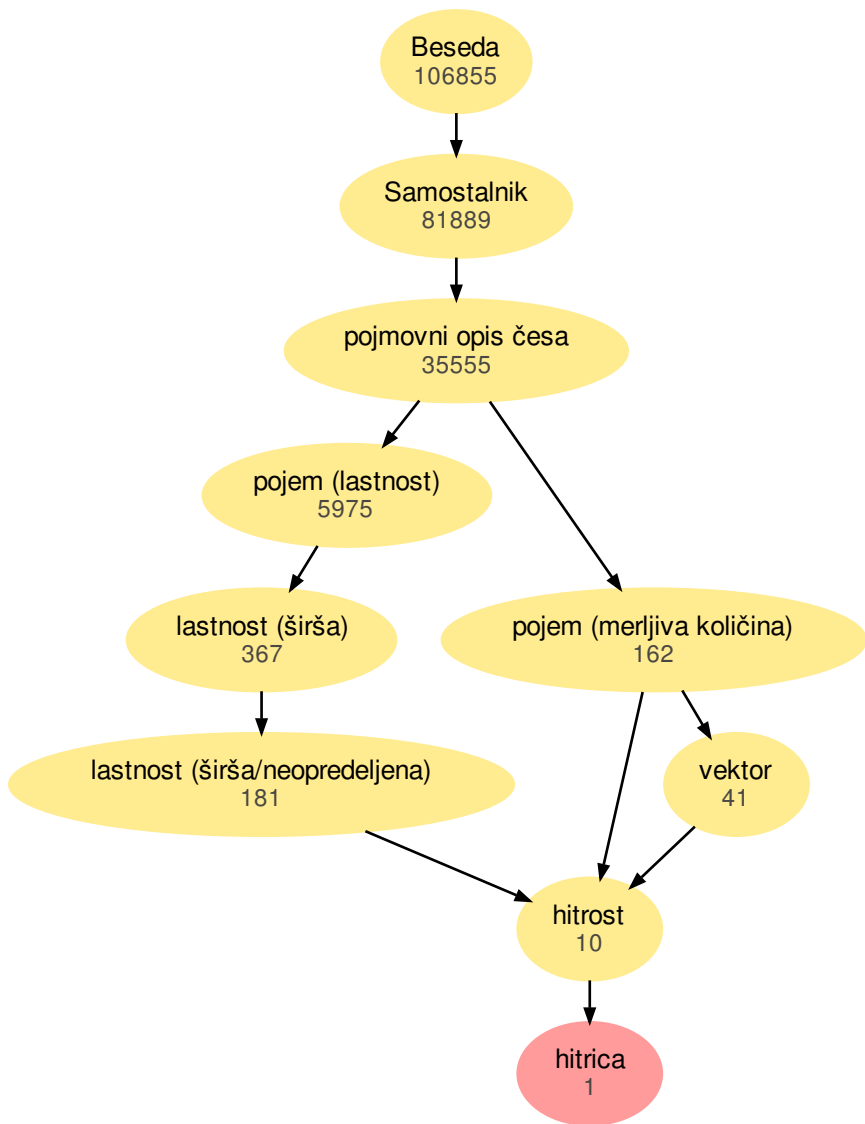 Beseda
106855
Samostalnik
81889
pojmovni opis česa
35555
pojem (lastnost)
5975
lastnost (širša)
367
pojem (merljiva količina)
162
lastnost (širša/neopredeljena)
181
vektor
41
hitrost
10
hitrica
1